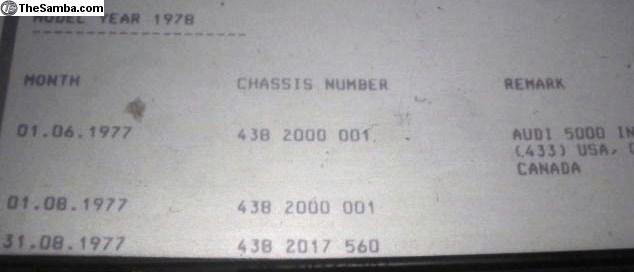 TheSamba.com
MODEL YEAR 1978
MONTH CHASSIS NUMBER REMARK
01.06.1977 438 2000 001 AUDI 5000 IN
(.433) USA,
CANADA
01.08.1977 438 2000 001
31.08.1977 438 2017 560